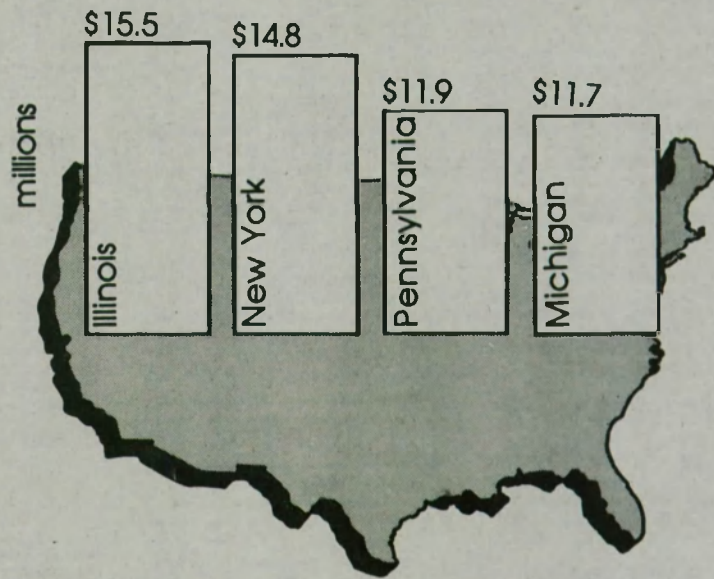 $15.5
$14.8
$11.9
$11.7
millions
Illinois
New York
Pennsylvania
Michigan